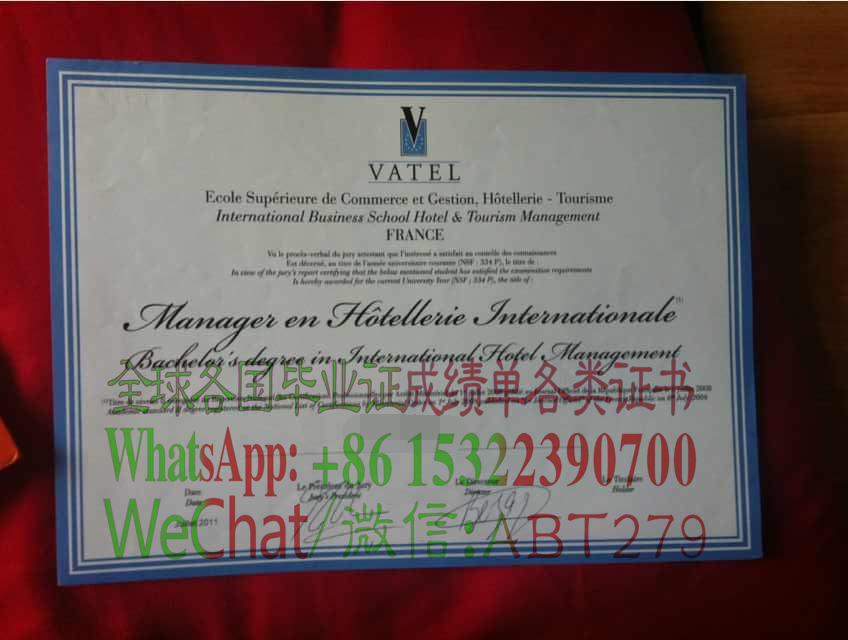 V
VATEL
Ecole Supérieure de Commerce et Gestion, Hôtellerie - Tourisme
International Business School Hotel & Tourism Management
FRANCE
Vu le procès-verbal du jury attestant que l'intéressé a satisfait au contrôle des connaissances
Est décerné, au titre de l'année universitaire courante (NSF : 334 P), le titre de :
In view of the jury's report certifying that the below mentioned student has satisfied the examination requirements
Is hereby awarded for the current University Year (NSF : 334 P), the title of :
Manager en Hôtellerie Internationale (1)
Bachelor's degree in International Hotel Management
全球各国毕业证成绩单各类证书
WhatsApp: +86 15322390700
Le Président du Jury
Jury's Président
Le Directeur
Director
Le Titulaire
Holder
Date
Date
Juillet 2011
WeChat/微信:ABT279